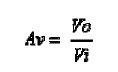 Av = Vo / Vi